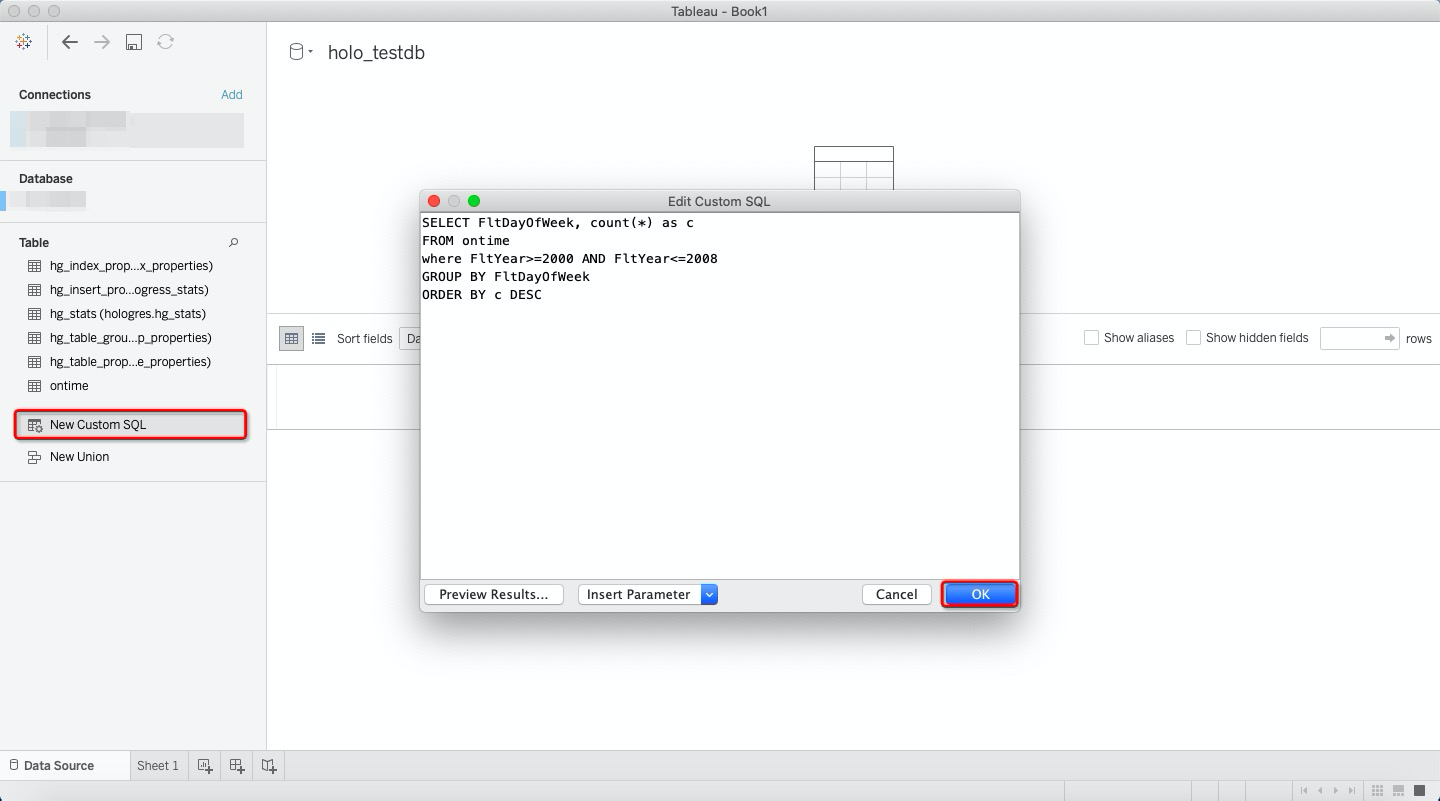 Tableau - Book1
holo_testdb
Connections
Add
Database
Table
hg_index_prop...x_properties)
hg_insert_pro...ogress_stats)
hg_stats (hologres.hg_stats)
hg_table_grou...p_properties)
hg_table_prop...e_properties)
ontime
New Custom SQL
New Union
Edit Custom SQL
SELECT FltDayOfWeek, count(*) as c
FROM ontime
where FltYear>=2000 AND FltYear<=2008
GROUP BY FltDayOfWeek
ORDER BY c DESC
Preview Results...
Insert Parameter
Cancel
OK
Sort fields
Show aliases
Show hidden fields
rows
Data Source
Sheet 1